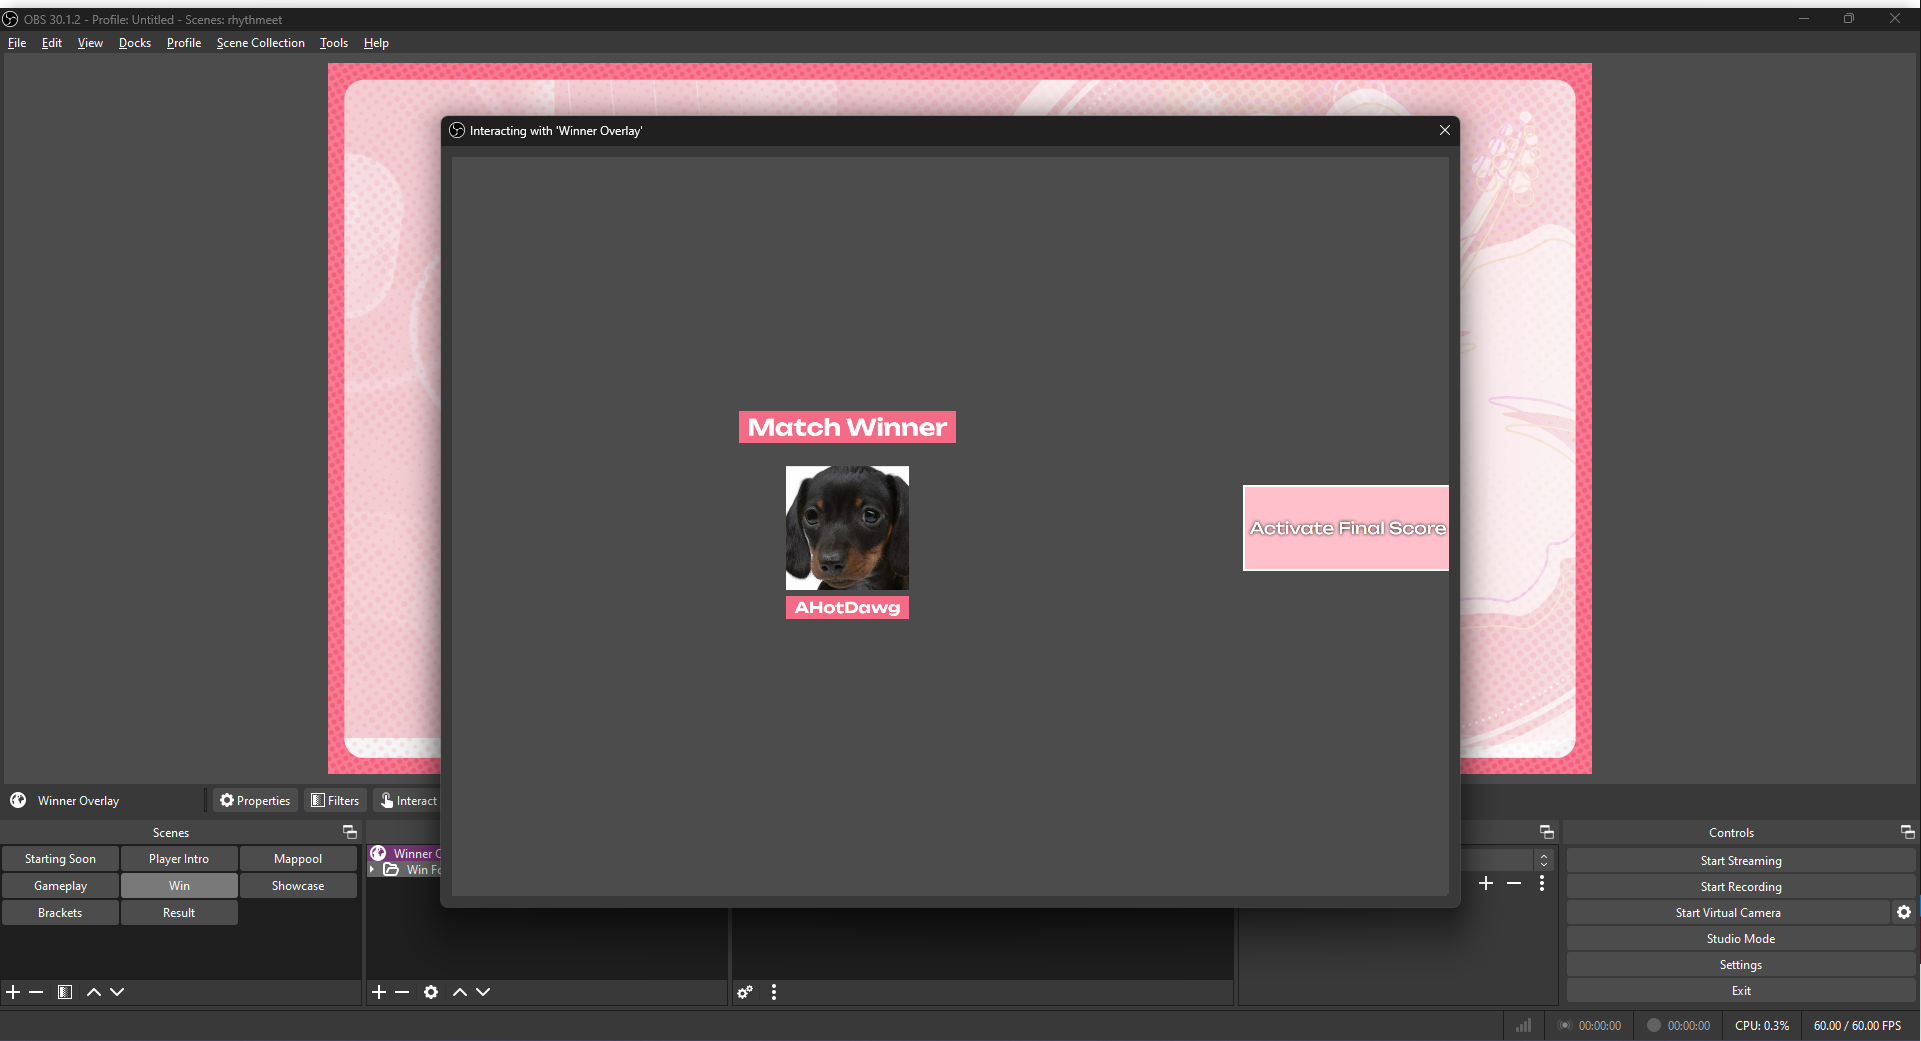 OBS 30.1.2 - Profile: Untitled - Scenes: rhythmeet
File Edit View Docks Profile Scene Collection Tools Help
Interacting with 'Winner Overlay'
Match Winner
AHotDawg
Activate Final Score
Winner Overlay Properties Filters Interact
Scenes
Starting Soon Player Intro Mappool
Gameplay Win Showcase
Brackets Result
Winner O
Win Fo
Controls
Start Streaming
Start Recording
Start Virtual Camera
Studio Mode
Settings
Exit
00:00:00 00:00:00 CPU: 0.3% 60.00 / 60.00 FPS